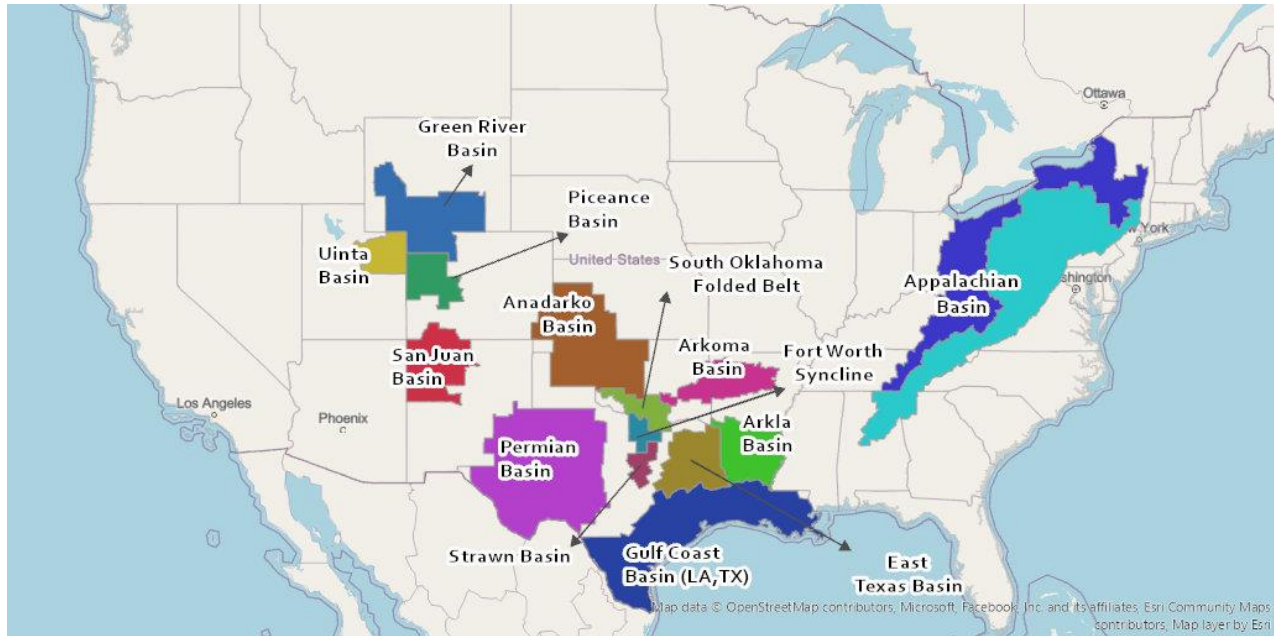 Ottawa
Green River
Basin
Piceance
Basin
Uinta
Basin
United States
South Oklahoma
Folded Belt
York
Appalachian
Basin
Anadarko
Basin
San Juan
Basin
Arkoma
Basin
Fort Worth
Syncline
Los Angeles
Phoenix
Permian
Basin
Arkla
Basin
Strawn Basin
Gulf Coast
Basin (LA,TX)
East
Texas Basin
Map data © OpenStreetMap contributors, Microsoft, Facebook, Inc. and its affiliates, Esri Community Maps
contributors, Map layer by Esri